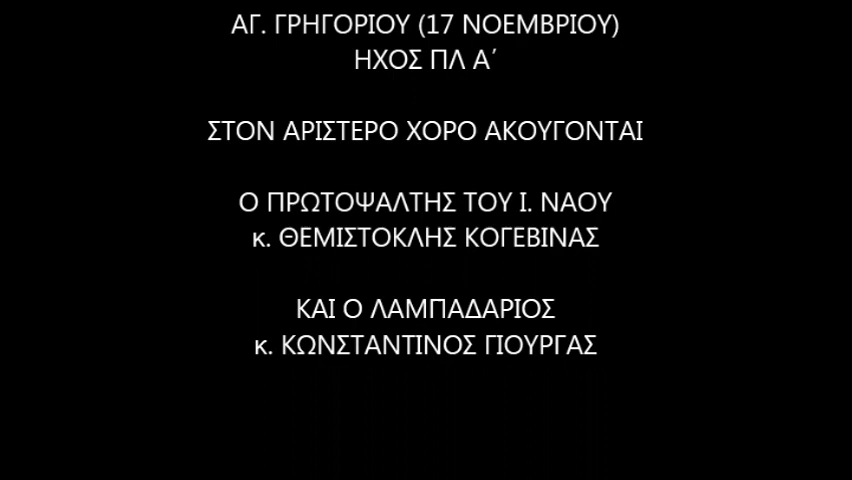 ΑΓ. ΓΡΗΓΟΡΙΟΥ (17 ΝΟΕΜΒΡΙΟΥ)
ΗΧΟΣ ΠΛ Α΄
ΣΤΟΝ ΑΡΙΣΤΕΡΟ ΧΟΡΟ ΑΚΟΥΓΟΝΤΑΙ
Ο ΠΡΩΤΟΨΑΛΤΗΣ ΤΟΥ Ι. ΝΑΟΥ
κ. ΘΕΜΙΣΤΟΚΛΗΣ ΚΟΓΕΒΙΝΑΣ
ΚΑΙ Ο ΛΑΜΠΑΔΑΡΙΟΣ
κ. ΚΩΝΣΤΑΝΤΙΝΟΣ ΓΙΟΥΡΓΑΣ